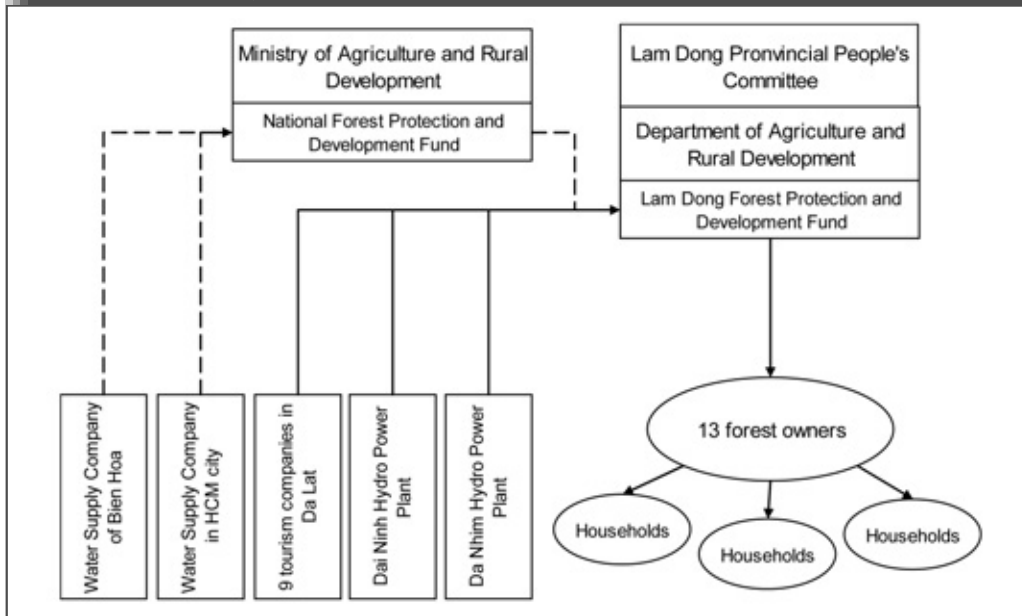 Ministry of Agriculture and Rural
Development
National Forest Protection and
Development Fund
Lam Dong Pronvincial People's
Committee
Department of Agriculture and
Rural Development
Lam Dong Forest Protection and
Development Fund
Water Supply Company
of Bien Hoa
Water Supply Company
in HCM city
9 tourism companies in
Da Lat
Dai Ninh Hydro Power
Plant
Da Nhim Hydro Power
Plant
13 forest owners
Households
Households
Households